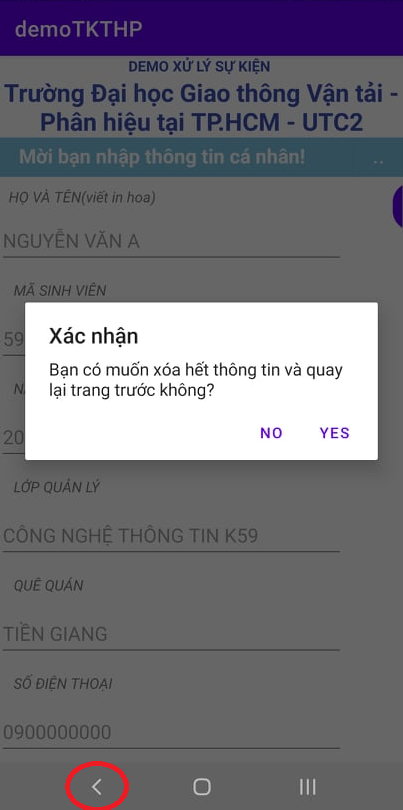 demoTKTHP
DEMO XỬ LÝ SỰ KIỆN
Trường Đại học Giao thông Vận tải -
Phân hiệu tại TP.HCM - UTC2
Mời bạn nhập thông tin cá nhân! ..
HỌ VÀ TÊN(viết in hoa)
NGUYỄN VĂN A
MÃ SINH VIÊN
59
Xác nhận
Bạn có muốn xóa hết thông tin và quay
lại trang trước không?
NO YES
20
LỚP QUẢN LÝ
CÔNG NGHỆ THÔNG TIN K59
QUÊ QUÁN
TIỀN GIANG
SỐ ĐIỆN THOẠI
0900000000